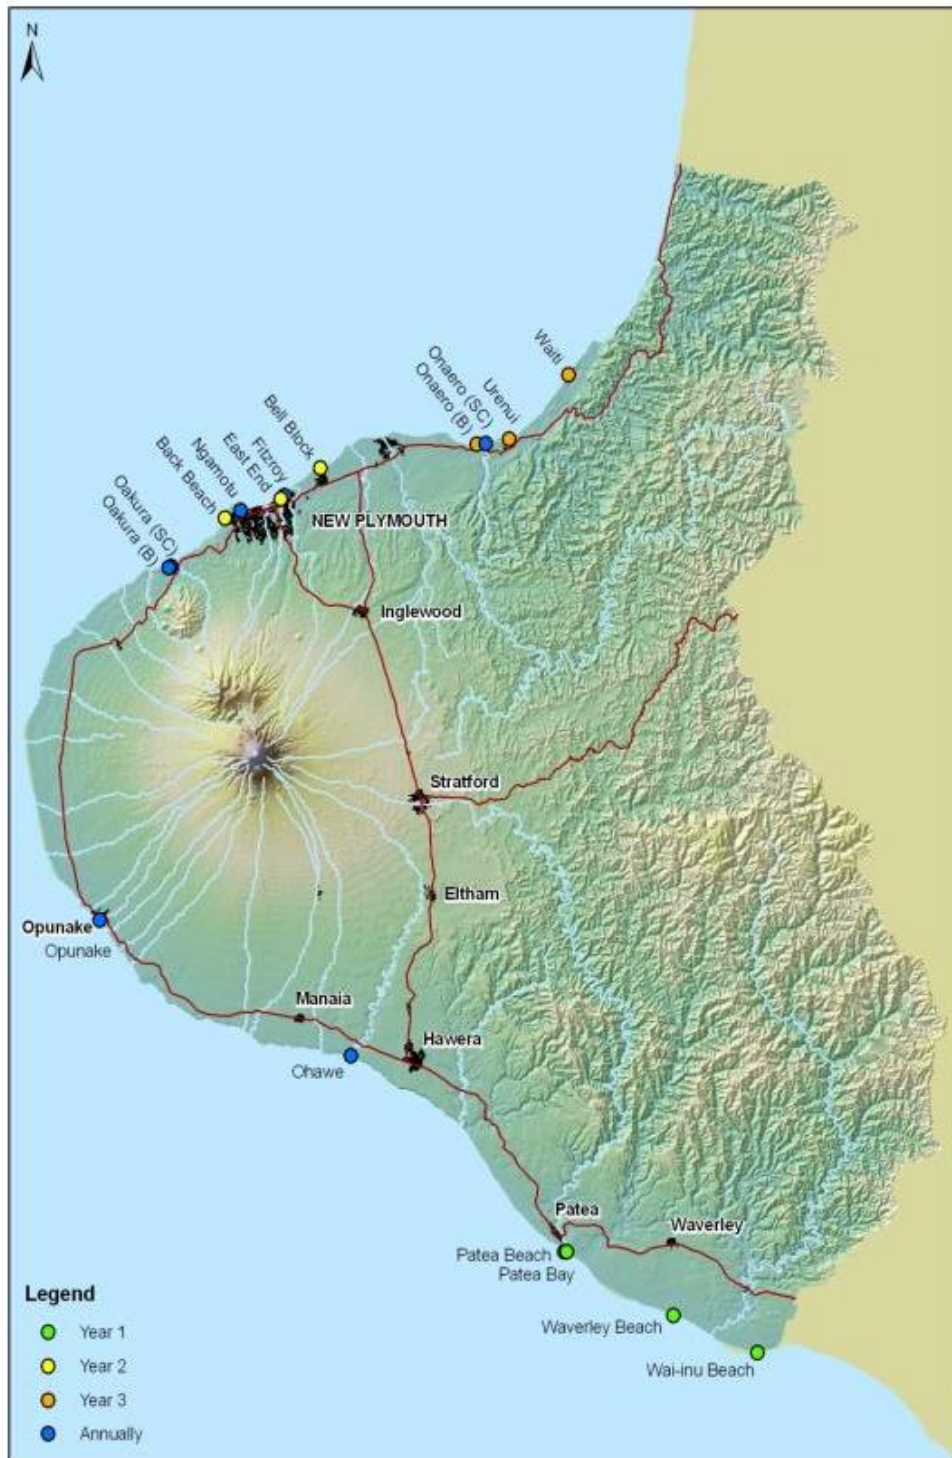 N
Waiti
Urenui
Onaero (SC)
Onaero (B)
Bell Block
Fitzroy
East End
Ngamotu
Back Beach
Oakura (SC)
Oakura (B)
NEW PLYMOUTH
Inglewood
Stratford
Eltham
Opunake
Opunake
Manaia
Hawera
Ohawe
Patea
Waverley
Patea Beach
Patea Bay
Waverley Beach
Wai-inu Beach
Legend
Year 1
Year 2
Year 3
Annually